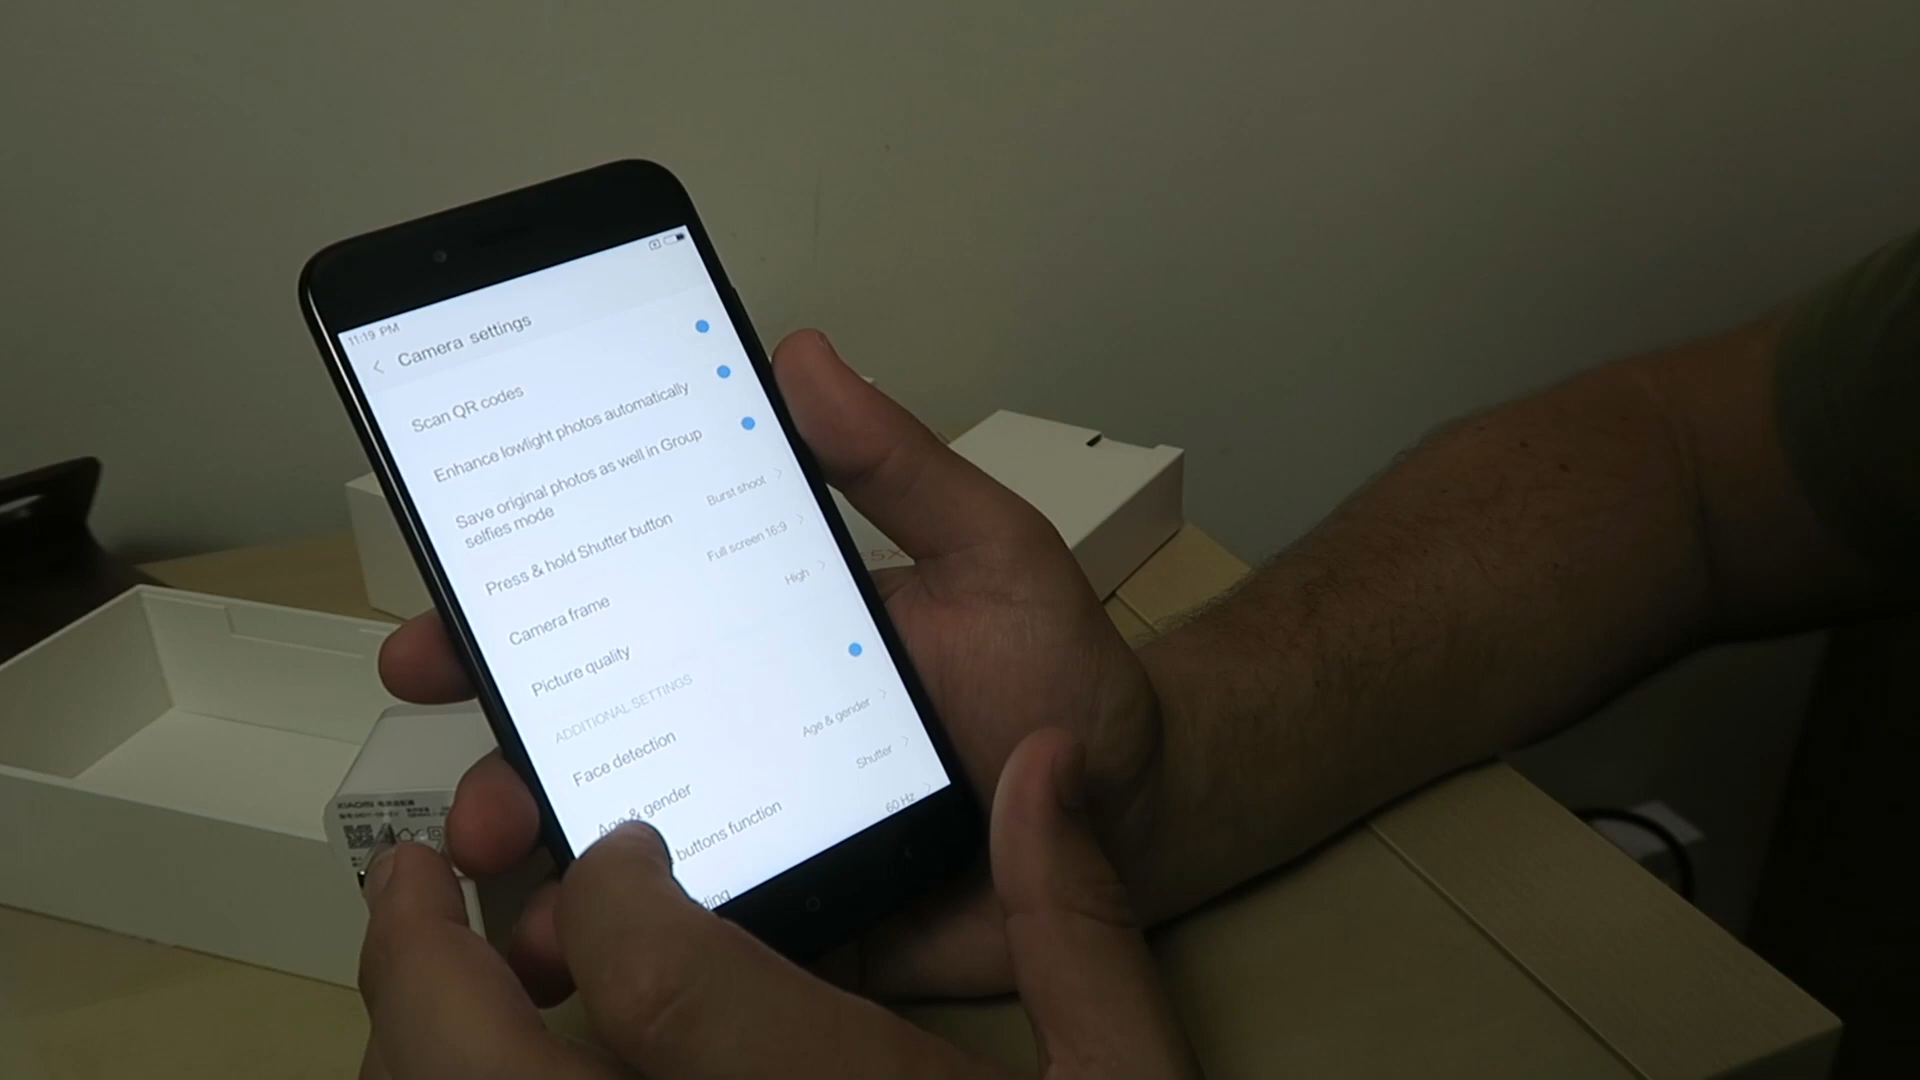 11:19 PM
Camera settings
Scan QR codes
Enhance lowlight photos automatically
Save original photos as well in Group
selfies mode
Press & hold Shutter button Burst shoot
Camera frame Full screen 16:9
Picture quality High
ADDITIONAL SETTINGS
Face detection
Age & gender Age & gender
buttons function Shutter
60 Hz
5X
XIAOMI